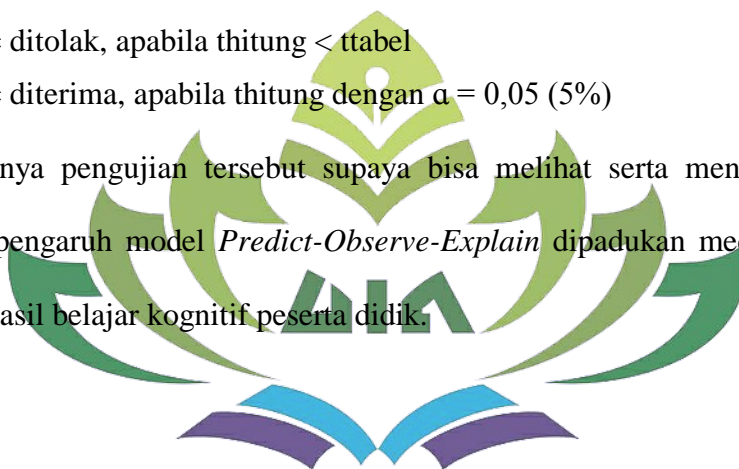 = ditolak, apabila thitung < ttabel
= diterima, apabila thitung dengan α = 0,05 (5%)
nya pengujian tersebut supaya bisa melihat serta men
pengaruh model Predict-Observe-Explain dipadukan me
asil belajar kognitif peserta didik.
UIN